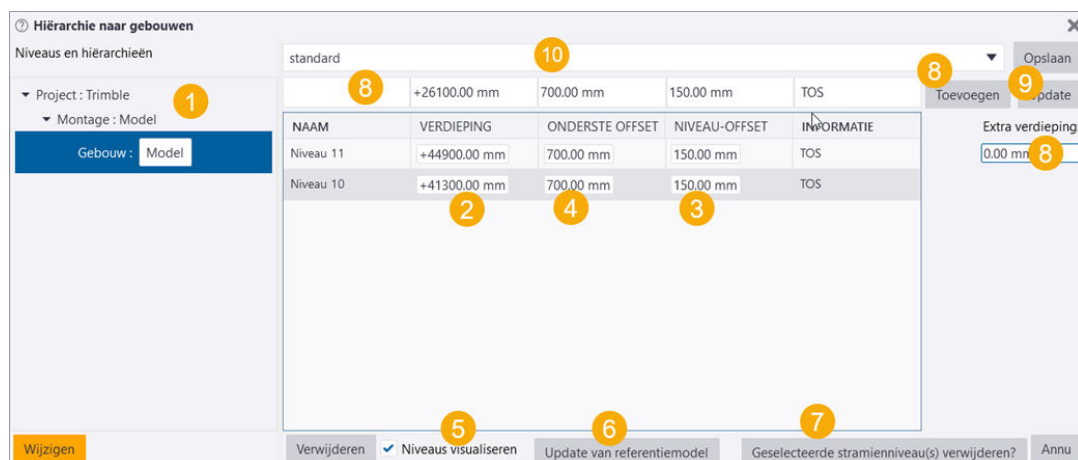 Hiërarchie naar gebouwen
Niveaus en hiërarchieën
standard
10
Opslaan
8
+26100.00 mm
700.00 mm
150.00 mm
TOS
8
Toevoegen
9
Update
Project : Trimble
1
Montage : Model
Gebouw : Model
NAAM
VERDIEPING
ONDERSTE OFFSET
NIVEAU-OFFSET
INFORMATIE
Extra verdieping
Niveau 11
+44900.00 mm
700.00 mm
150.00 mm
TOS
0.00 mm
8
Niveau 10
+41300.00 mm
700.00 mm
150.00 mm
TOS
2
4
3
5
6
7
Wijzigen
Verwijderen
Niveaus visualiseren
Update van referentiemodel
Geselecteerde stramienniveau(s) verwijderen?
Annu